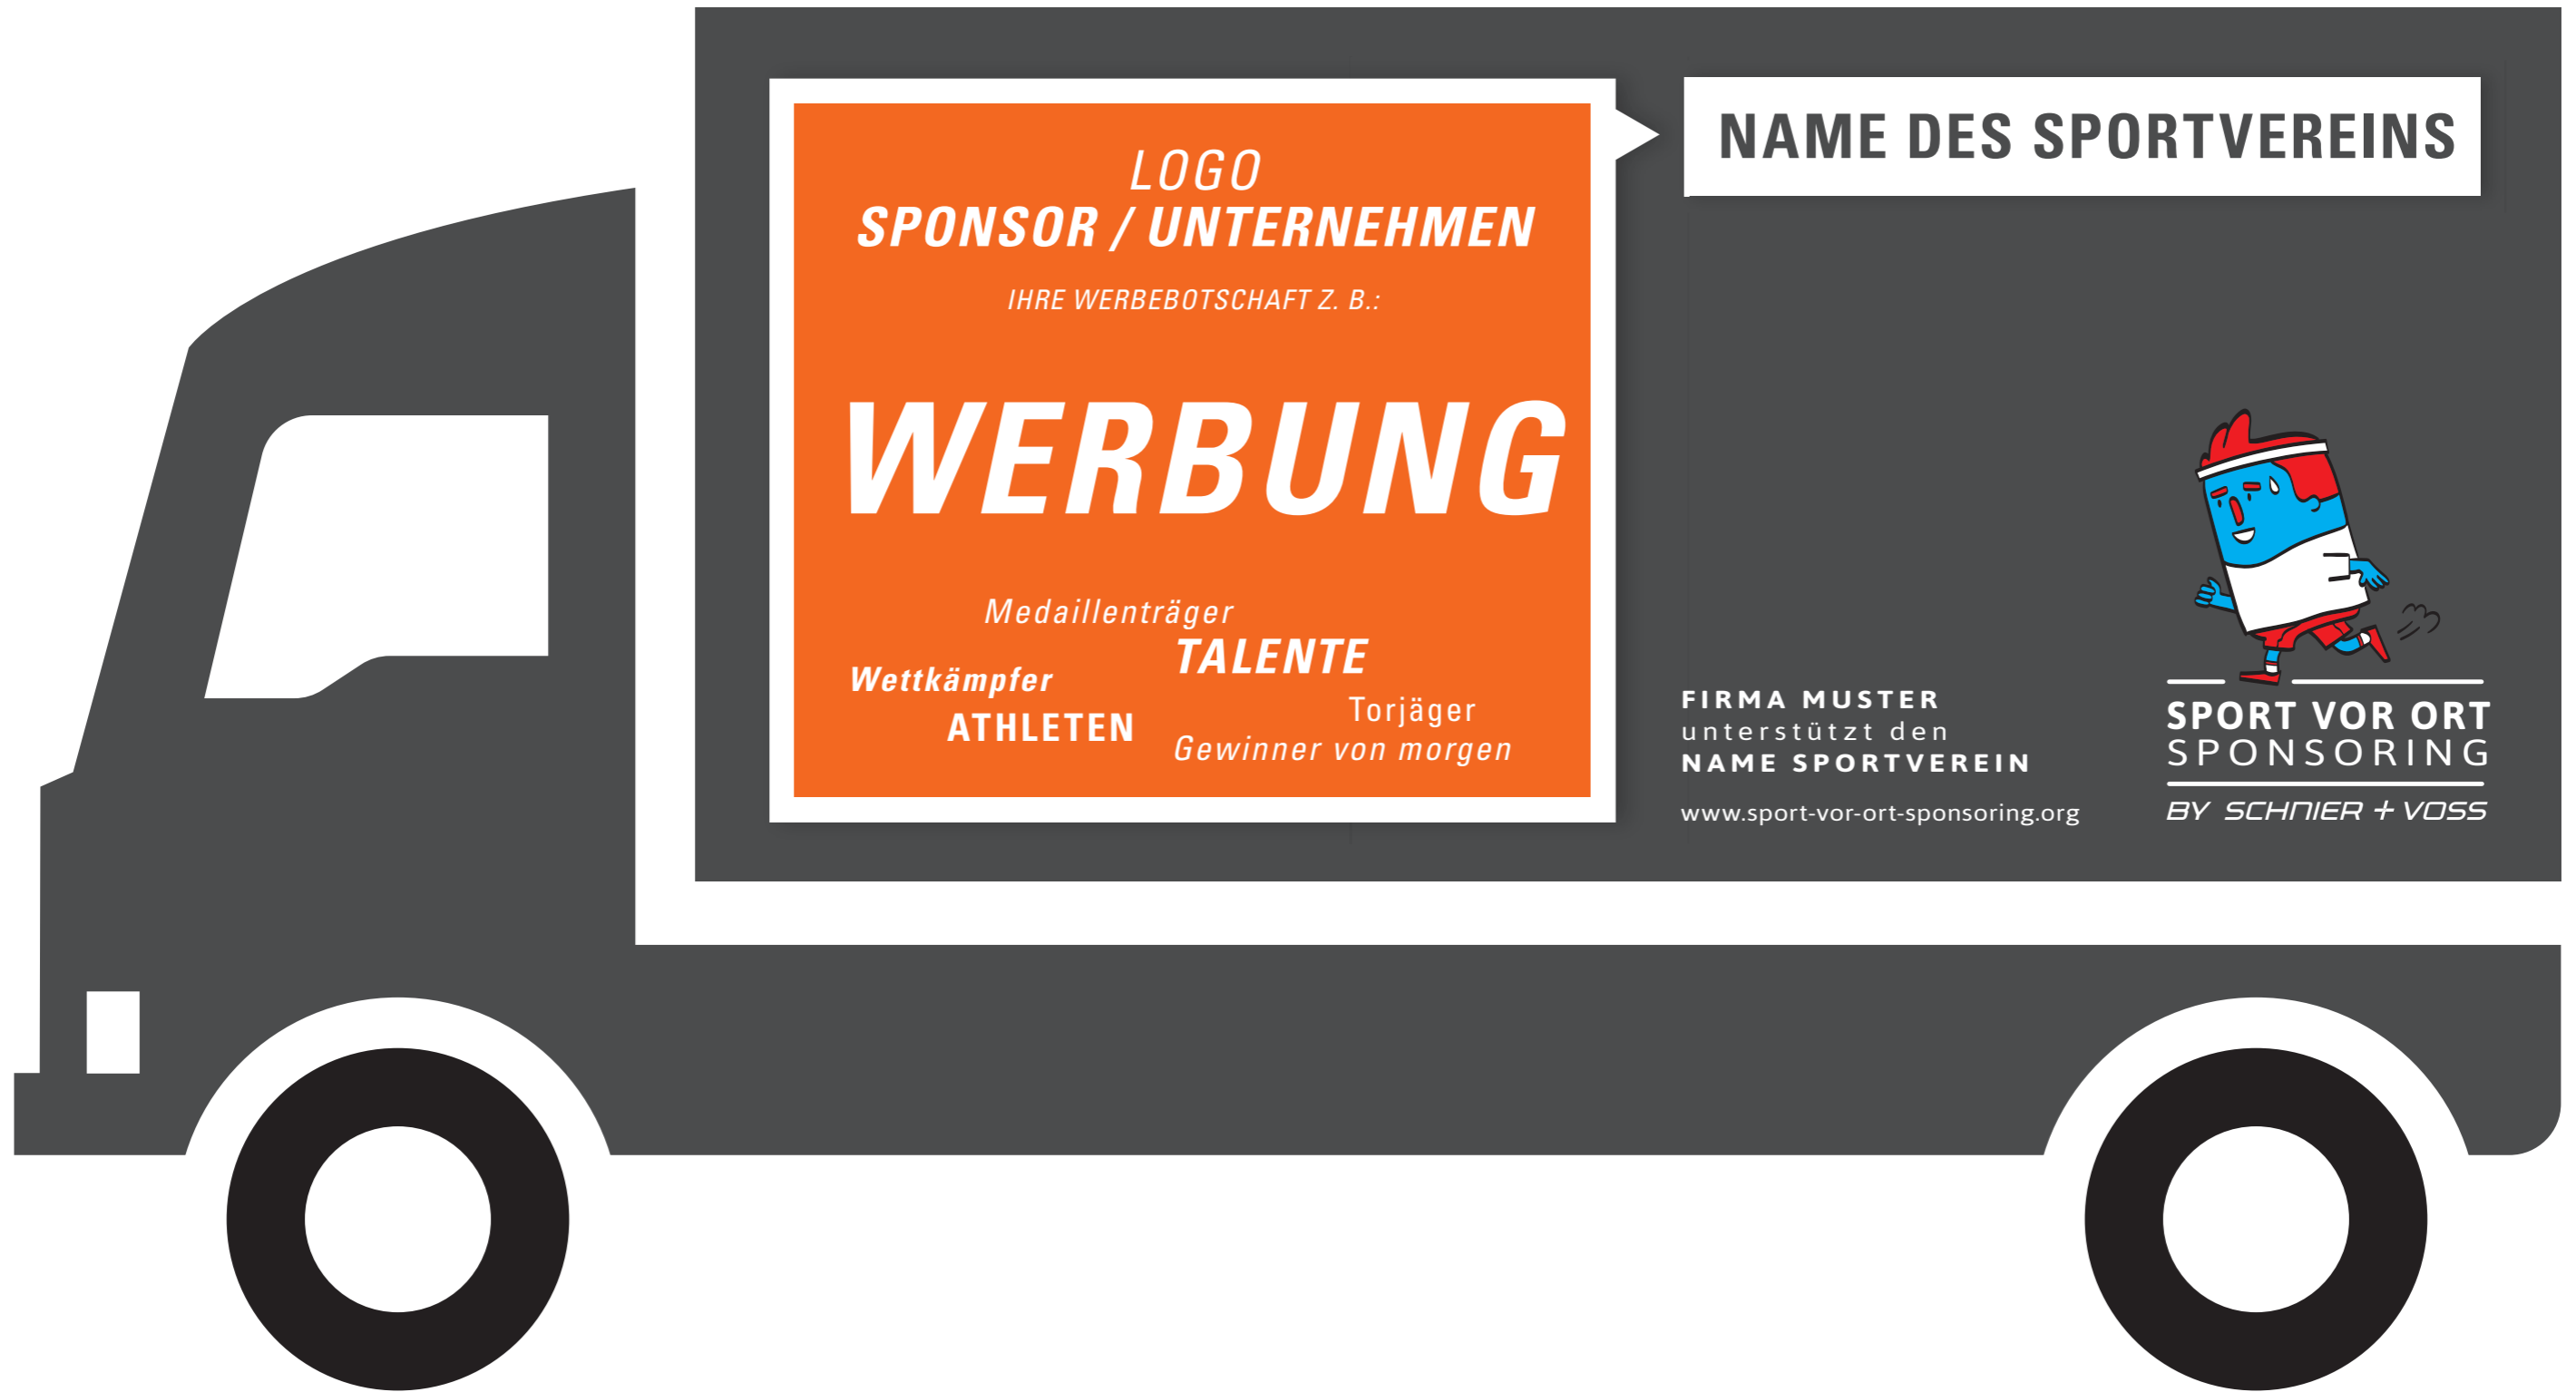 LOGO
SPONSOR / UNTERNEHMEN
IHRE WERBEBOTSCHAFT Z. B.:
WERBUNG
Medaillenträger
TALENTE
Wettkämpfer
Torjäger
ATHLETEN
Gewinner von morgen
NAME DES SPORTVEREINS
FIRMA MUSTER
unterstützt den
NAME SPORTVEREIN
www.sport-vor-ort-sponsoring.org
SPORT VOR ORT
SPONSORING
BY SCHNIER + VOSS